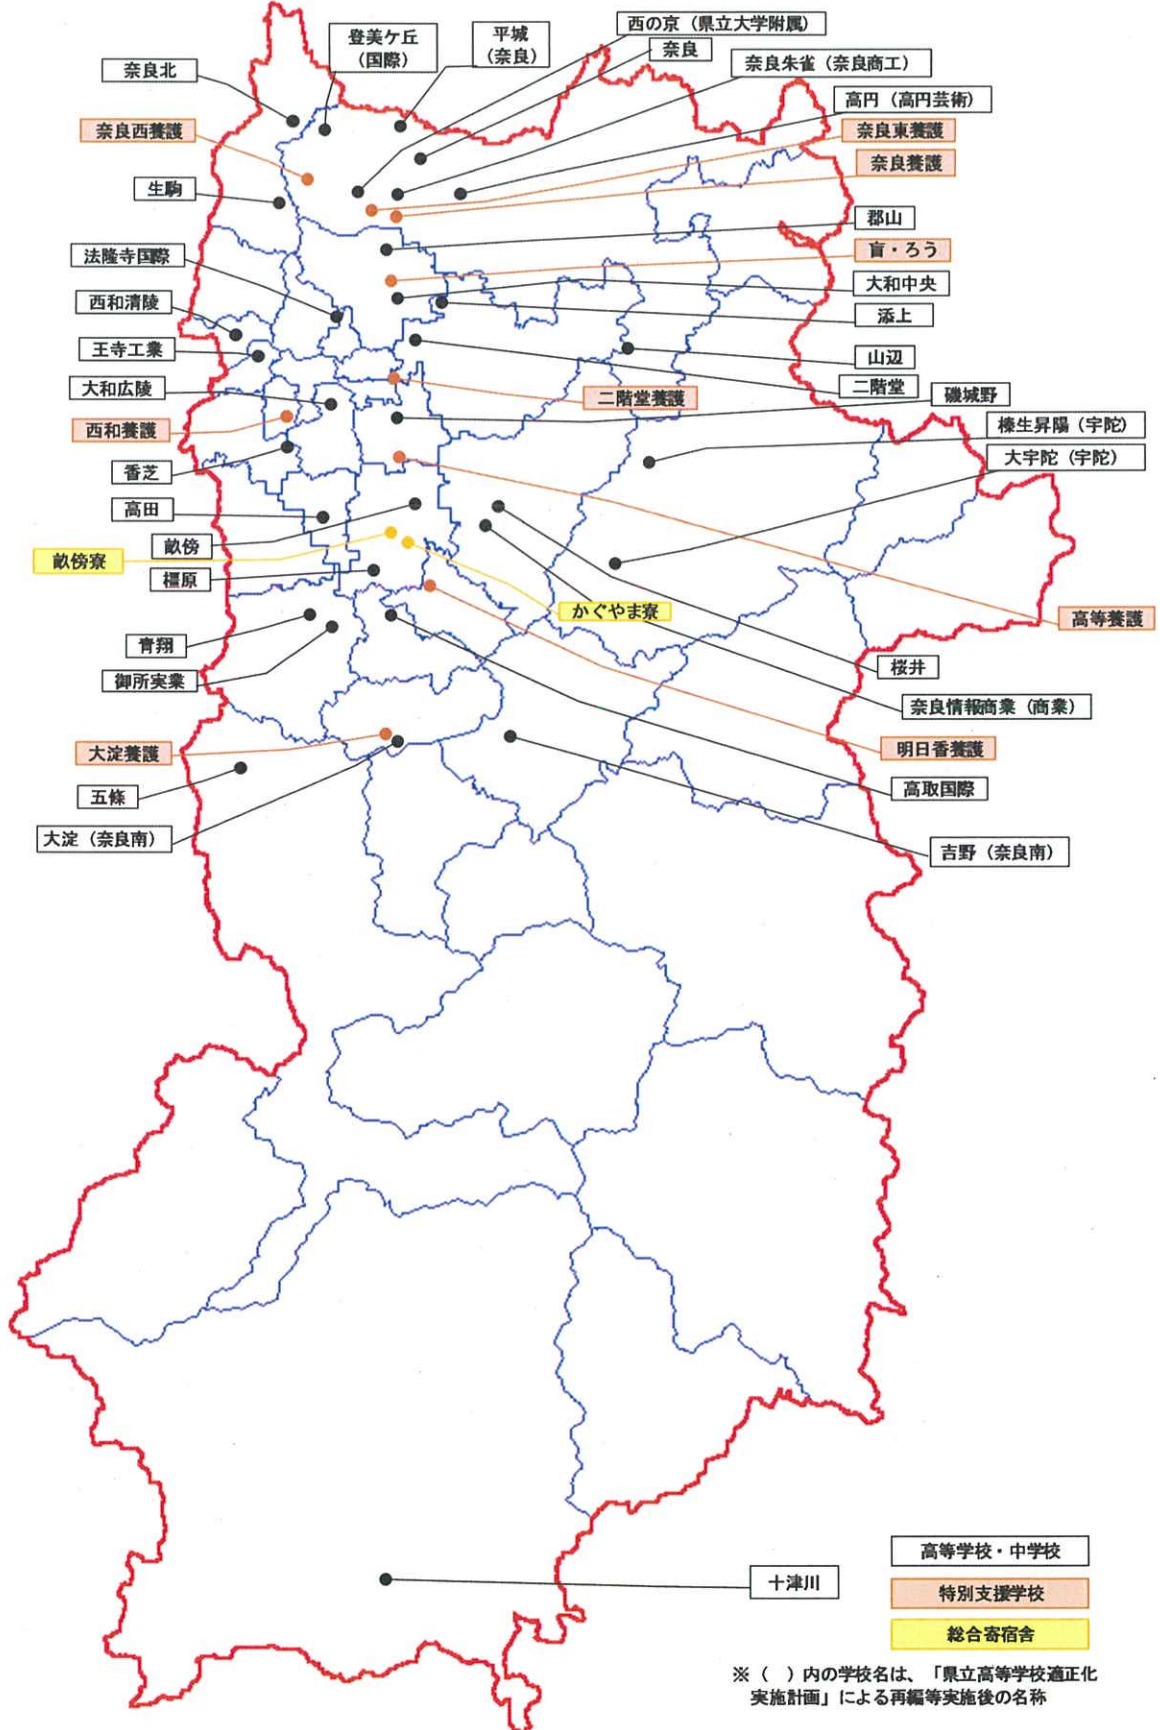 西の京（県立大学附属）
登美ケ丘
（国際）
平城
（奈良）
奈良
奈良北
奈良朱雀（奈良商工）
高円（高円芸術）
奈良西養護
奈良東養護
奈良養護
生駒
郡山
法隆寺国際
盲・ろう
大和中央
西和清陵
添上
王寺工業
山辺
大和広陵
二階堂
二階堂養護
磯城野
西和養護
榛生昇陽（宇陀）
大宇陀（宇陀）
香芝
高田
畝傍
畝傍寮
橿原
かぐやま寮
高等養護
青翔
桜井
御所実業
奈良情報商業（商業）
大淀養護
明日香養護
五條
高取国際
大淀（奈良南）
吉野（奈良南）
高等学校・中学校
十津川
特別支援学校
総合寄宿舎
※（　）内の学校名は、「県立高等学校適正化
実施計画」による再編等実施後の名称